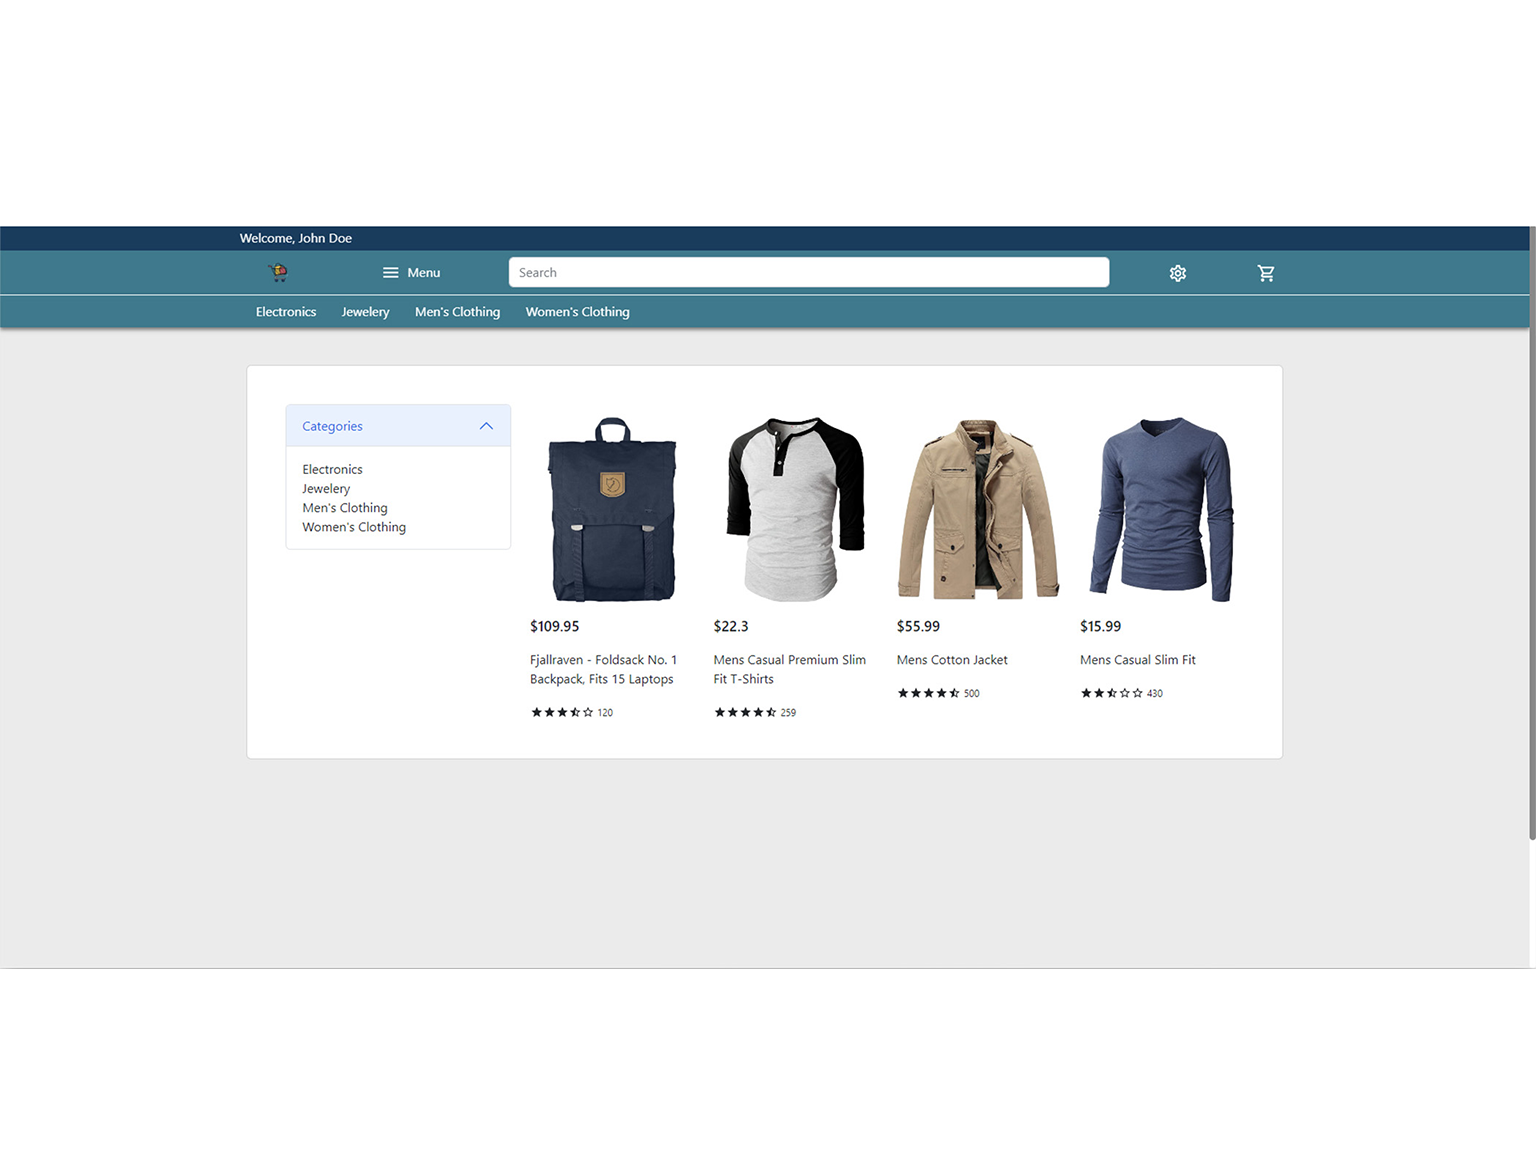 Welcome, John Doe
Menu
Search
Electronics Jewelery Men's Clothing Women's Clothing
Categories
Electronics
Jewelery
Men's Clothing
Women's Clothing
$109.95
Fjallraven - Foldsack No. 1
Backpack, Fits 15 Laptops
120
$22.3
Mens Casual Premium Slim
Fit T-Shirts
259
$55.99
Mens Cotton Jacket
500
$15.99
Mens Casual Slim Fit
430